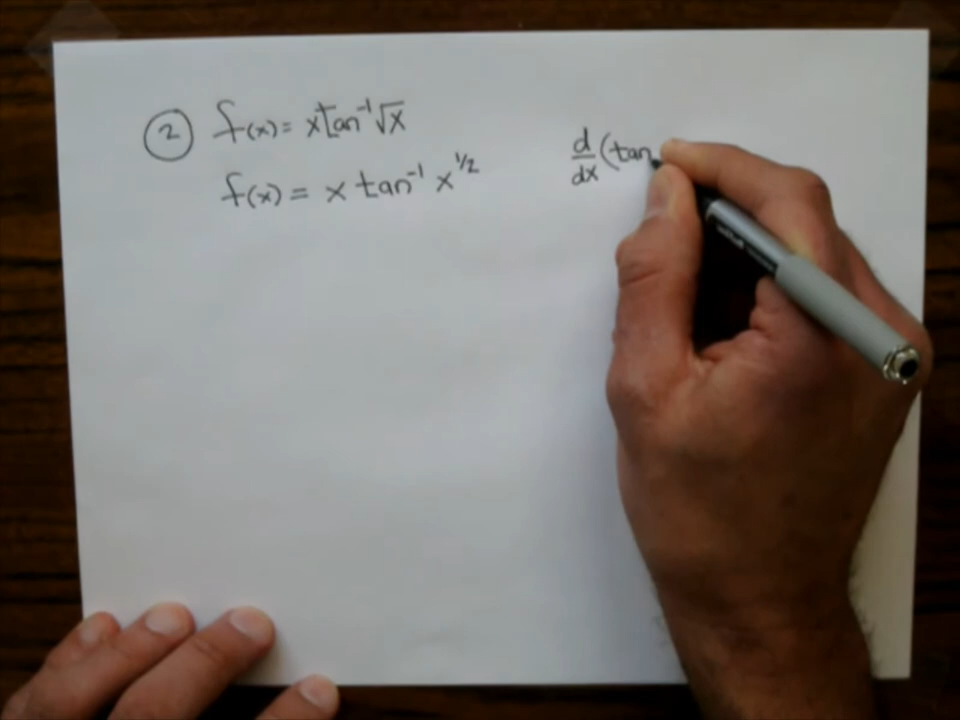 ② f(x) = x tan⁻¹ √x
f(x) = x tan⁻¹ x^1/2
d/dx (tan